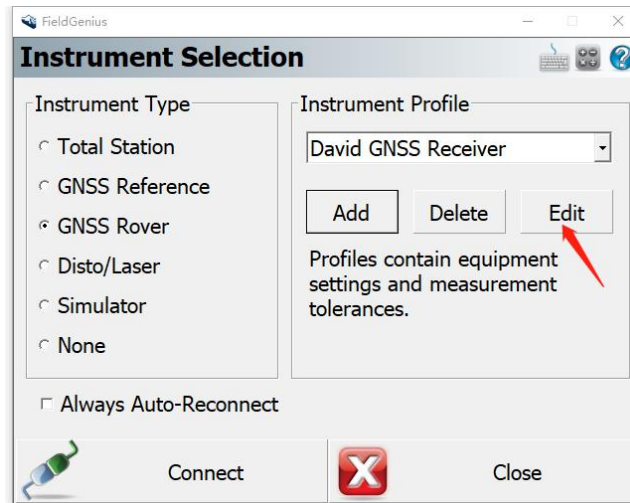 FieldGenius
Instrument Selection
Instrument Type
Total Station
GNSS Reference
GNSS Rover
Disto/Laser
Simulator
None
Instrument Profile
David GNSS Receiver
Add
Delete
Edit
Profiles contain equipment
settings and measurement
tolerances.
Always Auto-Reconnect
Connect
Close